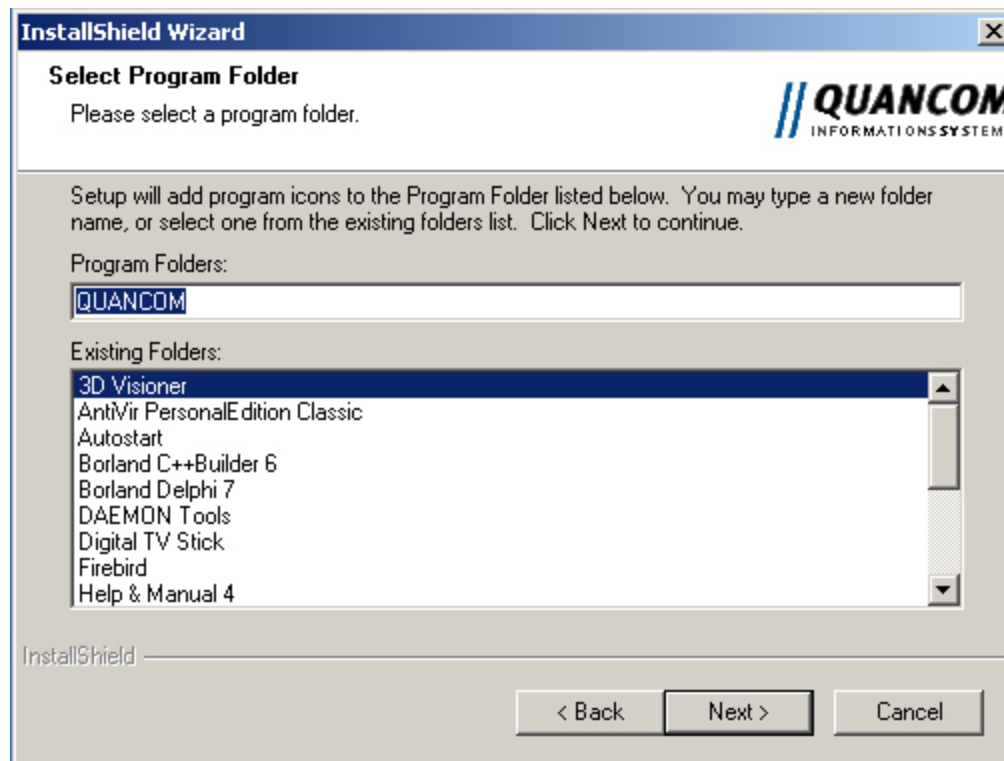 InstallShield Wizard
Select Program Folder
Please select a program folder.
QUANCOM
INFORMATIONSSYSTEM
Setup will add program icons to the Program Folder listed below. You may type a new folder
name, or select one from the existing folders list. Click Next to continue.
Program Folders:
QUANCOM
Existing Folders:
3D Visioner
AntiVir PersonalEdition Classic
Autostart
Borland C++Builder 6
Borland Delphi 7
DAEMON Tools
Digital TV Stick
Firebird
Help & Manual 4
InstallShield
< Back
Next >
Cancel